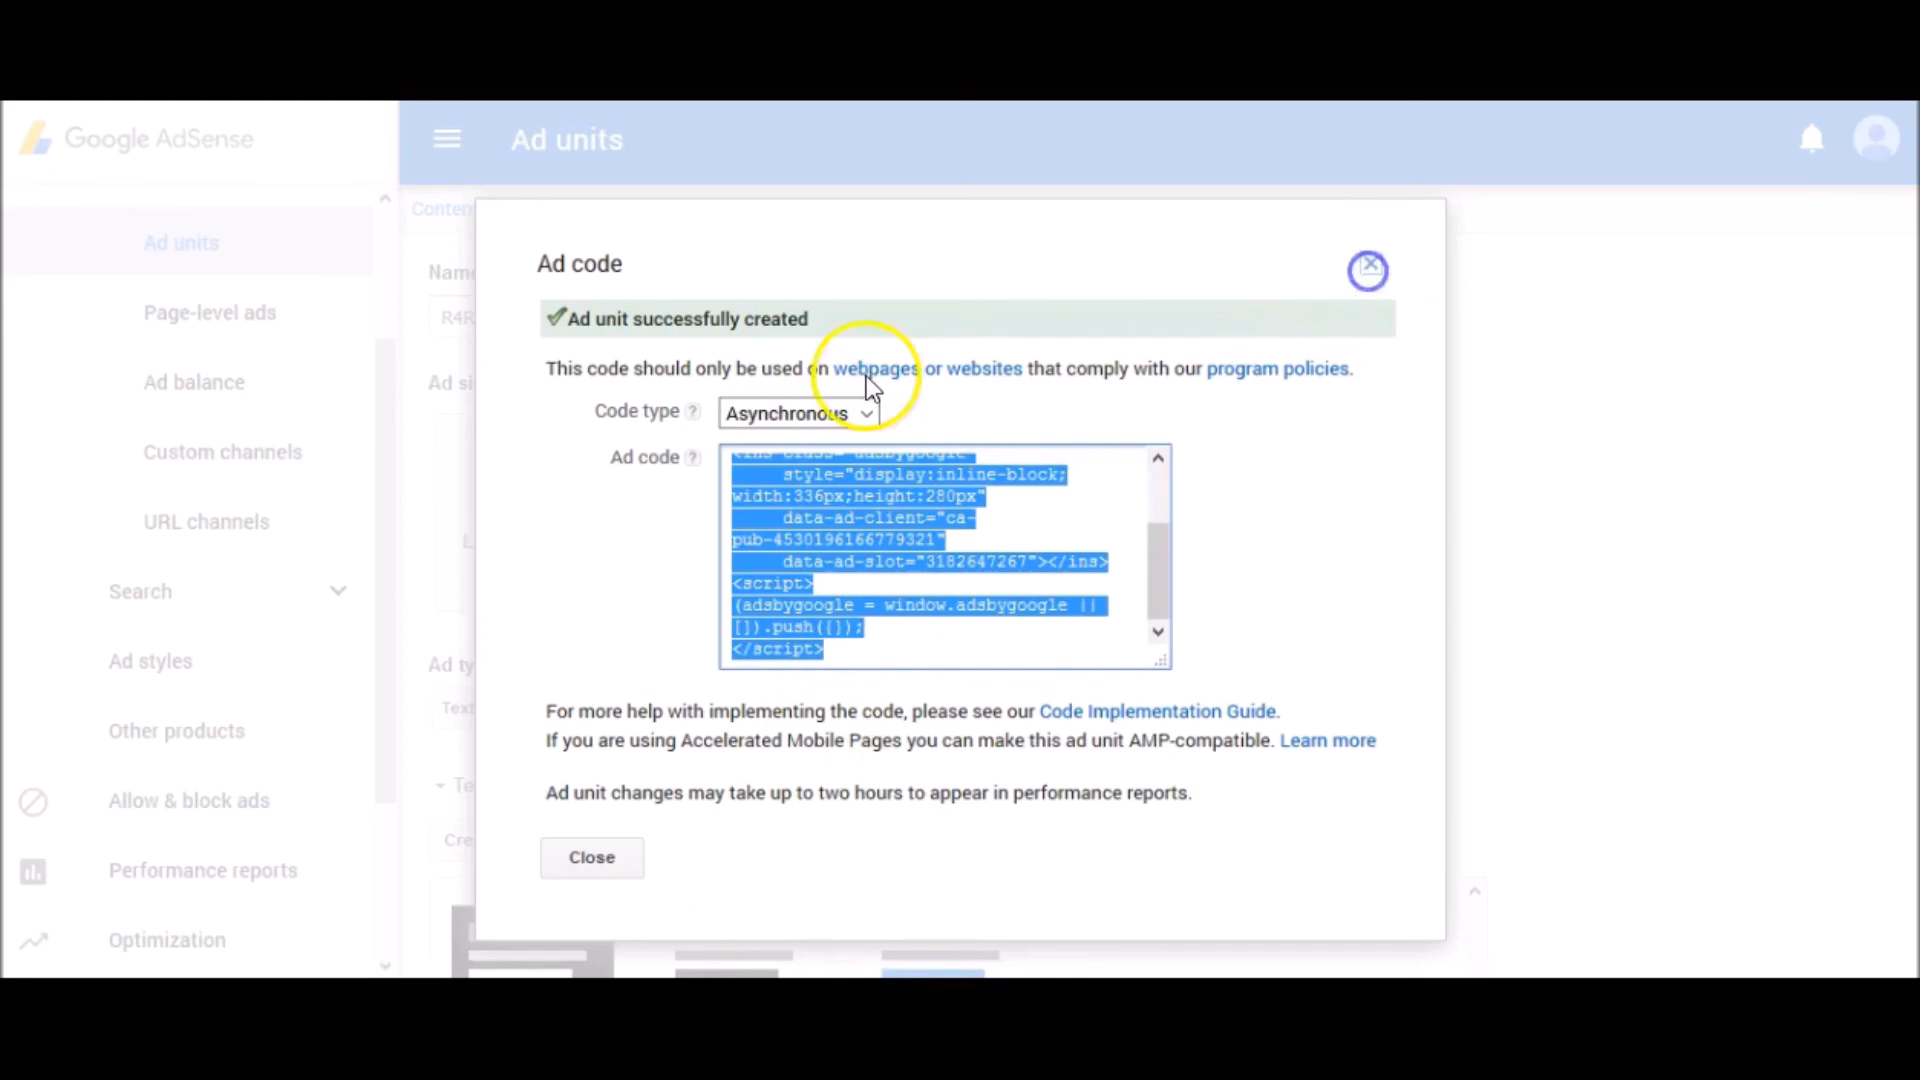 Google AdSense
Ad units
Ad units
Page-level ads
Ad balance
Custom channels
URL channels
Search
Ad styles
Other products
Allow & block ads
Performance reports
Optimization
Ad code
Ad unit successfully created
This code should only be used on webpages or websites that comply with our program policies.
Code type ?
Asynchronous
Ad code ?
<ins class="adsbygoogle"
style="display:inline-block;
width:336px;height:280px"
data-ad-client="ca-
pub-4530196166779321"
data-ad-slot="3182647267"></ins>
<script>
(adsbygoogle = window.adsbygoogle ||
[]).push({});
</script>
For more help with implementing the code, please see our Code Implementation Guide.
If you are using Accelerated Mobile Pages you can make this ad unit AMP-compatible. Learn more
Ad unit changes may take up to two hours to appear in performance reports.
Close